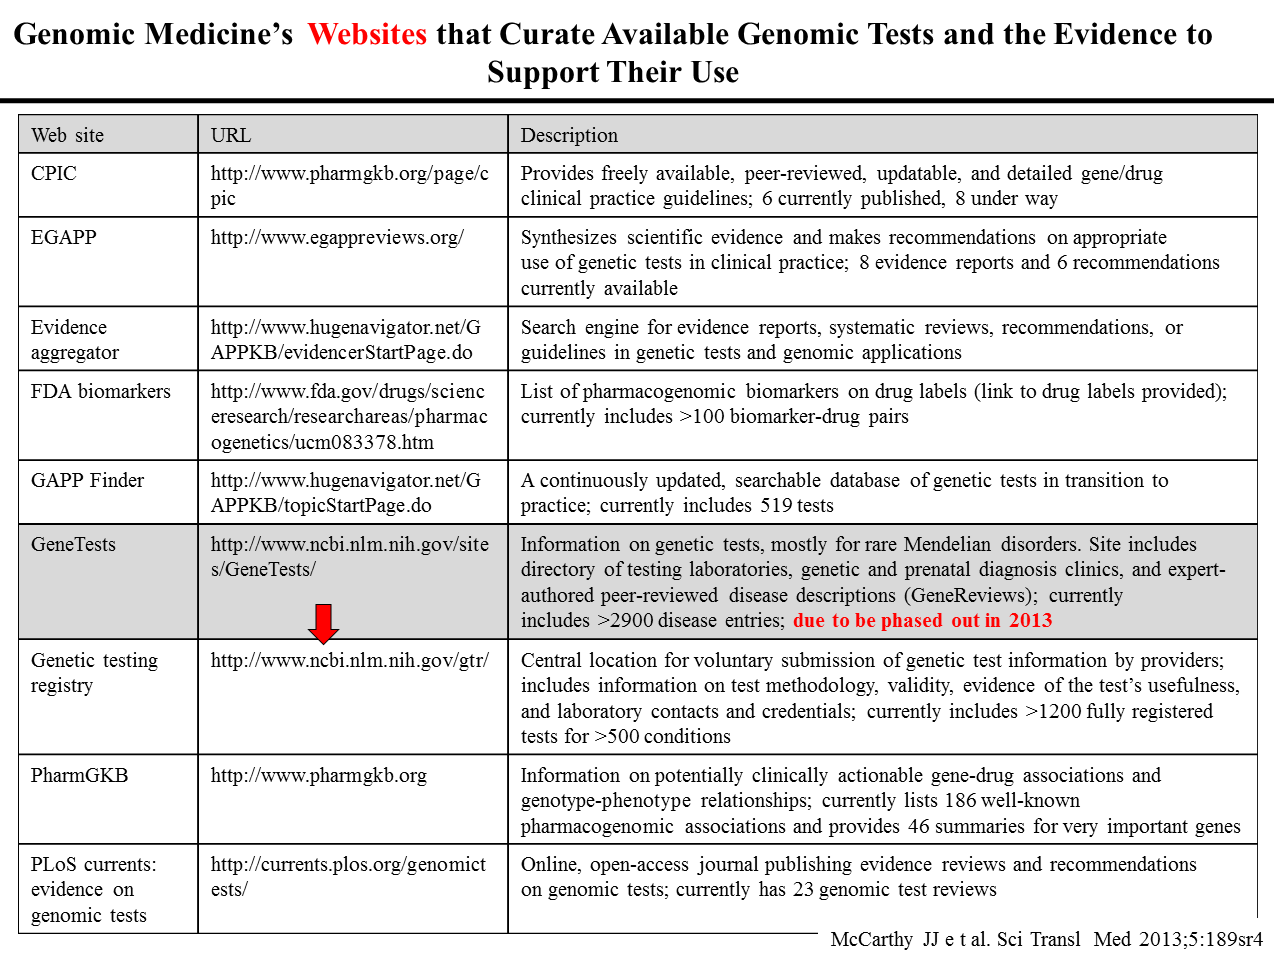 Genomic Medicine’s Websites that Curate Available Genomic Tests and the Evidence to
Support Their Use
Web site
URL
Description
CPIC
http://www.pharmgkb.org/page/c
pic
Provides freely available, peer-reviewed, updatable, and detailed gene/drug
clinical practice guidelines; 6 currently published, 8 under way
EGAPP
http://www.egappreviews.org/
Synthesizes scientific evidence and makes recommendations on appropriate
use of genetic tests in clinical practice; 8 evidence reports and 6 recommendations
currently available
Evidence
aggregator
http://www.hugenavigator.net/G
APPKB/evidencerStartPage.do
Search engine for evidence reports, systematic reviews, recommendations, or
guidelines in genetic tests and genomic applications
FDA biomarkers
http://www.fda.gov/drugs/scienc
eresearch/researchareas/pharmac
ogenetics/ucm083378.htm
List of pharmacogenomic biomarkers on drug labels (link to drug labels provided);
currently includes >100 biomarker-drug pairs
GAPP Finder
http://www.hugenavigator.net/G
APPKB/topicStartPage.do
A continuously updated, searchable database of genetic tests in transition to
practice; currently includes 519 tests
GeneTests
http://www.ncbi.nlm.nih.gov/site
s/GeneTests/
Information on genetic tests, mostly for rare Mendelian disorders. Site includes
directory of testing laboratories, genetic and prenatal diagnosis clinics, and expert-
authored peer-reviewed disease descriptions (GeneReviews); currently
includes >2900 disease entries; due to be phased out in 2013
Genetic testing
registry
http://www.ncbi.nlm.nih.gov/gtr/
Central location for voluntary submission of genetic test information by providers;
includes information on test methodology, validity, evidence of the test’s usefulness,
and laboratory contacts and credentials; currently includes >1200 fully registered
tests for >500 conditions
PharmGKB
http://www.pharmgkb.org
Information on potentially clinically actionable gene-drug associations and
genotype-phenotype relationships; currently lists 186 well-known
pharmacogenomic associations and provides 46 summaries for very important genes
PLoS currents:
evidence on
genomic tests
http://currents.plos.org/genomict
ests/
Online, open-access journal publishing evidence reviews and recommendations
on genomic tests; currently has 23 genomic test reviews
McCarthy JJ e t al. Sci Transl Med 2013;5:189sr4